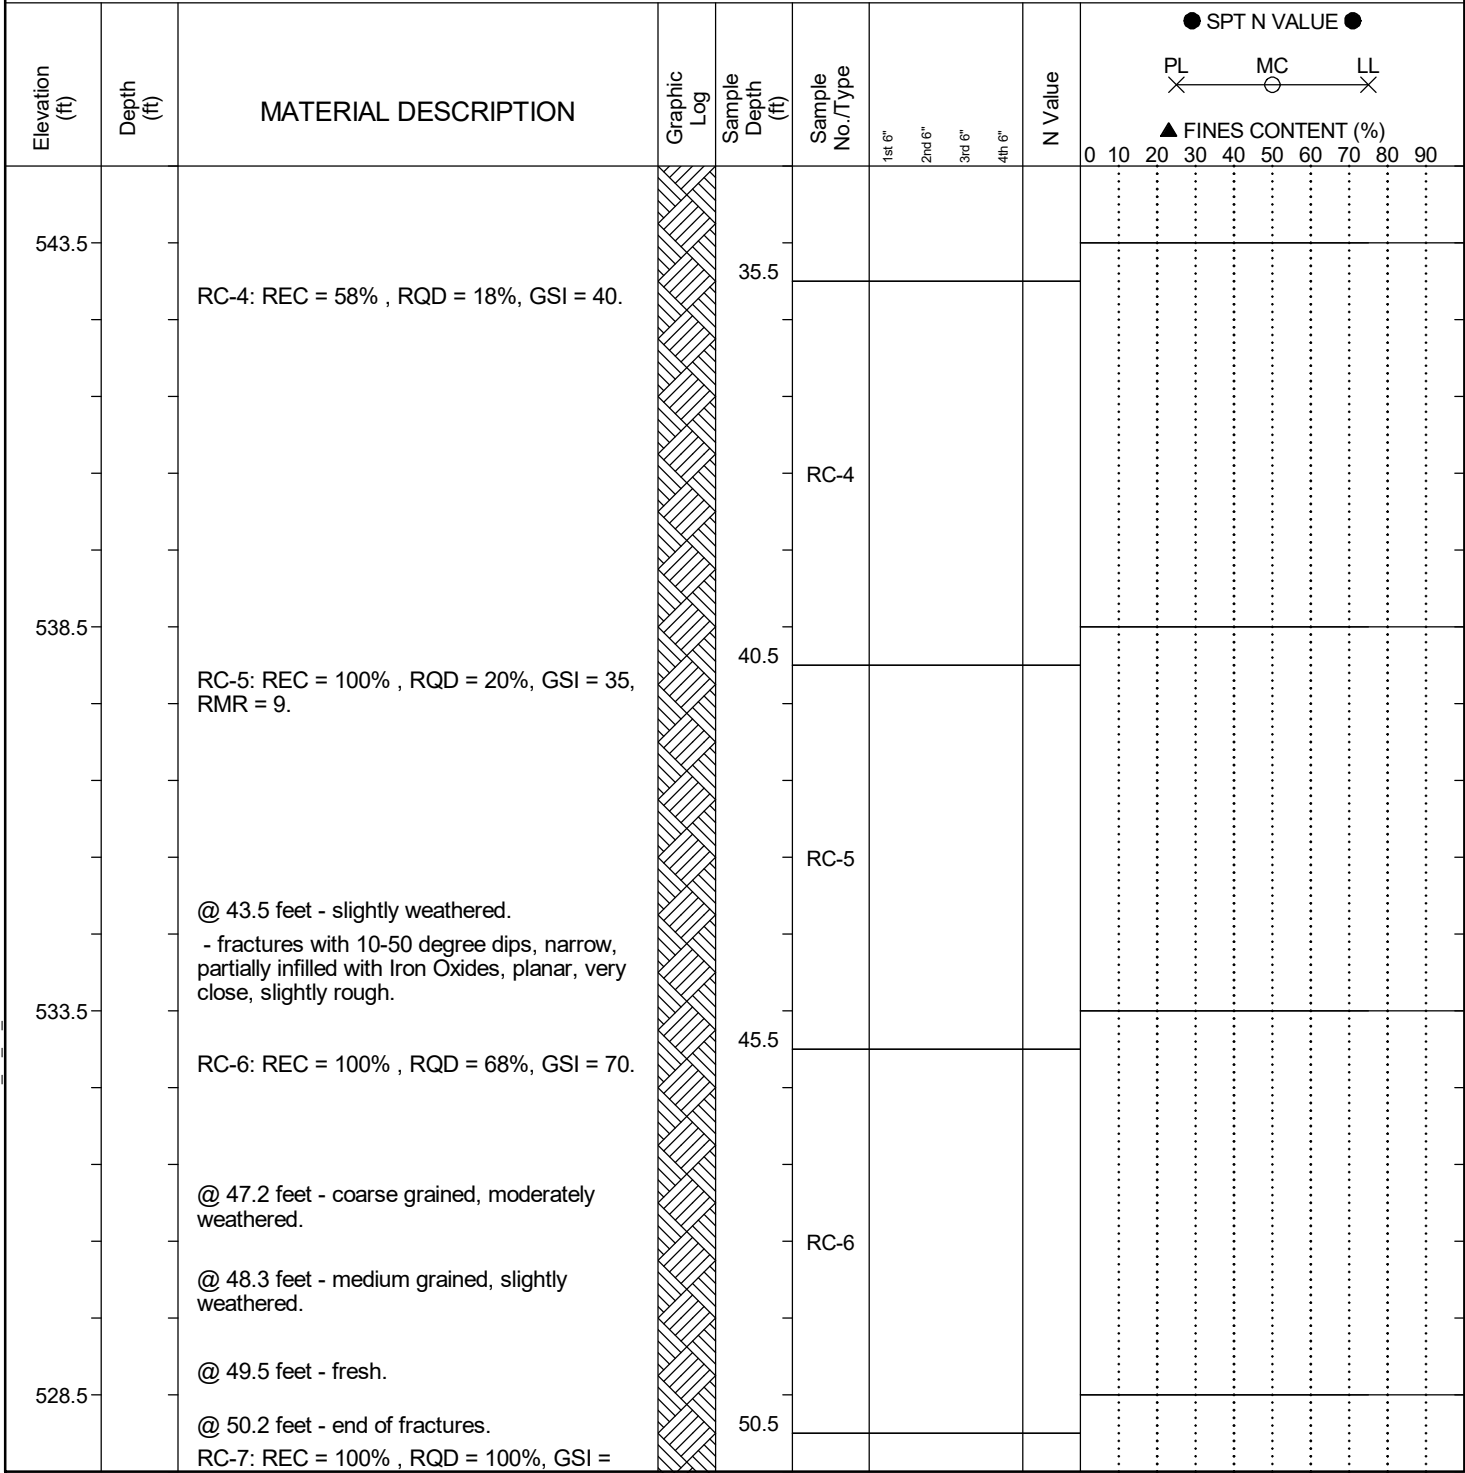 ● SPT N VALUE ●
PL MC LL
▲ FINES CONTENT (%)
0 10 20 30 40 50 60 70 80 90
Elevation
(ft)
Depth
(ft)
MATERIAL DESCRIPTION
Graphic
Log
Sample
Depth
(ft)
Sample
No./Type
1st 6"
2nd 6"
3rd 6"
4th 6"
N Value
543.5
35.5
RC-4: REC = 58% , RQD = 18%, GSI = 40.
RC-4
538.5
40.5
RC-5: REC = 100% , RQD = 20%, GSI = 35,
RMR = 9.
RC-5
@ 43.5 feet - slightly weathered.
- fractures with 10-50 degree dips, narrow,
partially infilled with Iron Oxides, planar, very
close, slightly rough.
533.5
45.5
RC-6: REC = 100% , RQD = 68%, GSI = 70.
@ 47.2 feet - coarse grained, moderately
weathered.
RC-6
@ 48.3 feet - medium grained, slightly
weathered.
@ 49.5 feet - fresh.
528.5
@ 50.2 feet - end of fractures.
50.5
RC-7: REC = 100% , RQD = 100%, GSI =